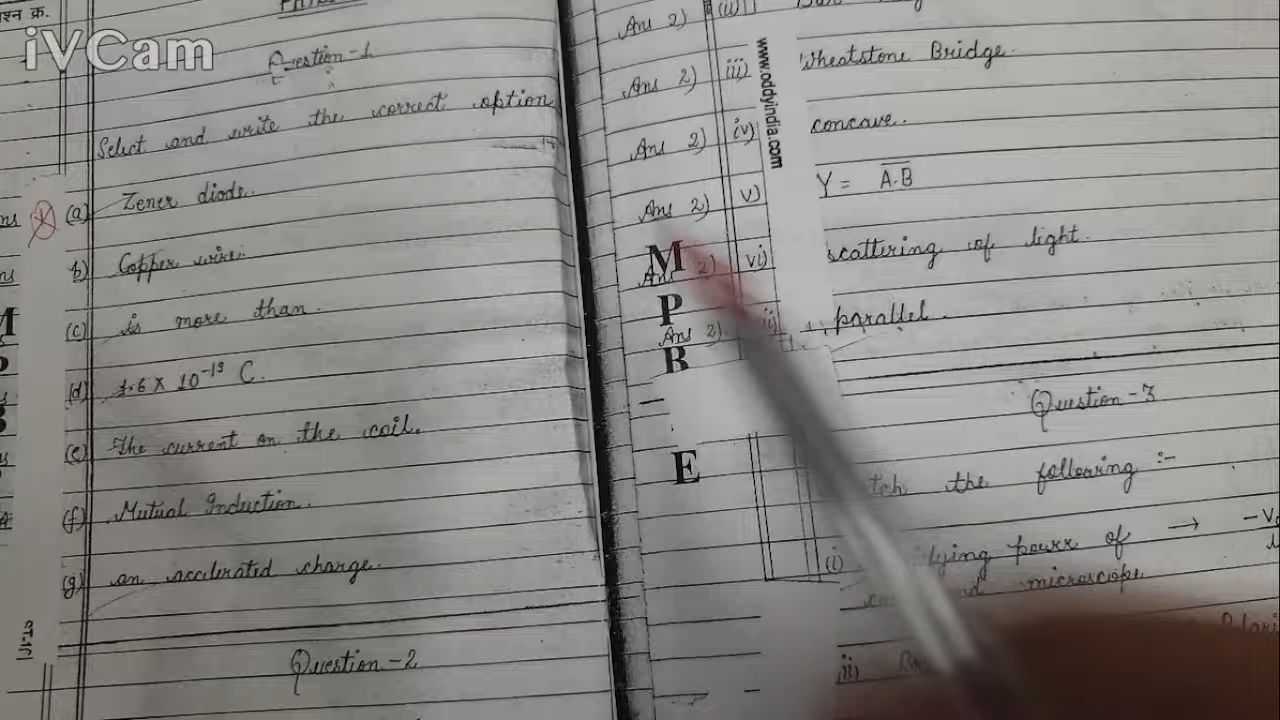 iVCam
Question-1
Select and write the correct option
(a) Zener diode.
b) Copper wire.
(c) is more than.
(d) 1.6 X 10⁻¹⁹ C.
(e) The current on the coil.
(f) Mutual Induction.
(g) an accelerated charge.
Question-2
Ans 2) (ii)
Ans 2) iii) Wheatstone Bridge.
Ans 2) iv) concave.
Ans 2) v) Y = A̅.̅B̅
Ans 2) vi) scattering of light.
Ans 2) parallel.
www.oddyindia.com
M
P
B
E
Question-3
the following :-
(i) power of →
microscope
ii)